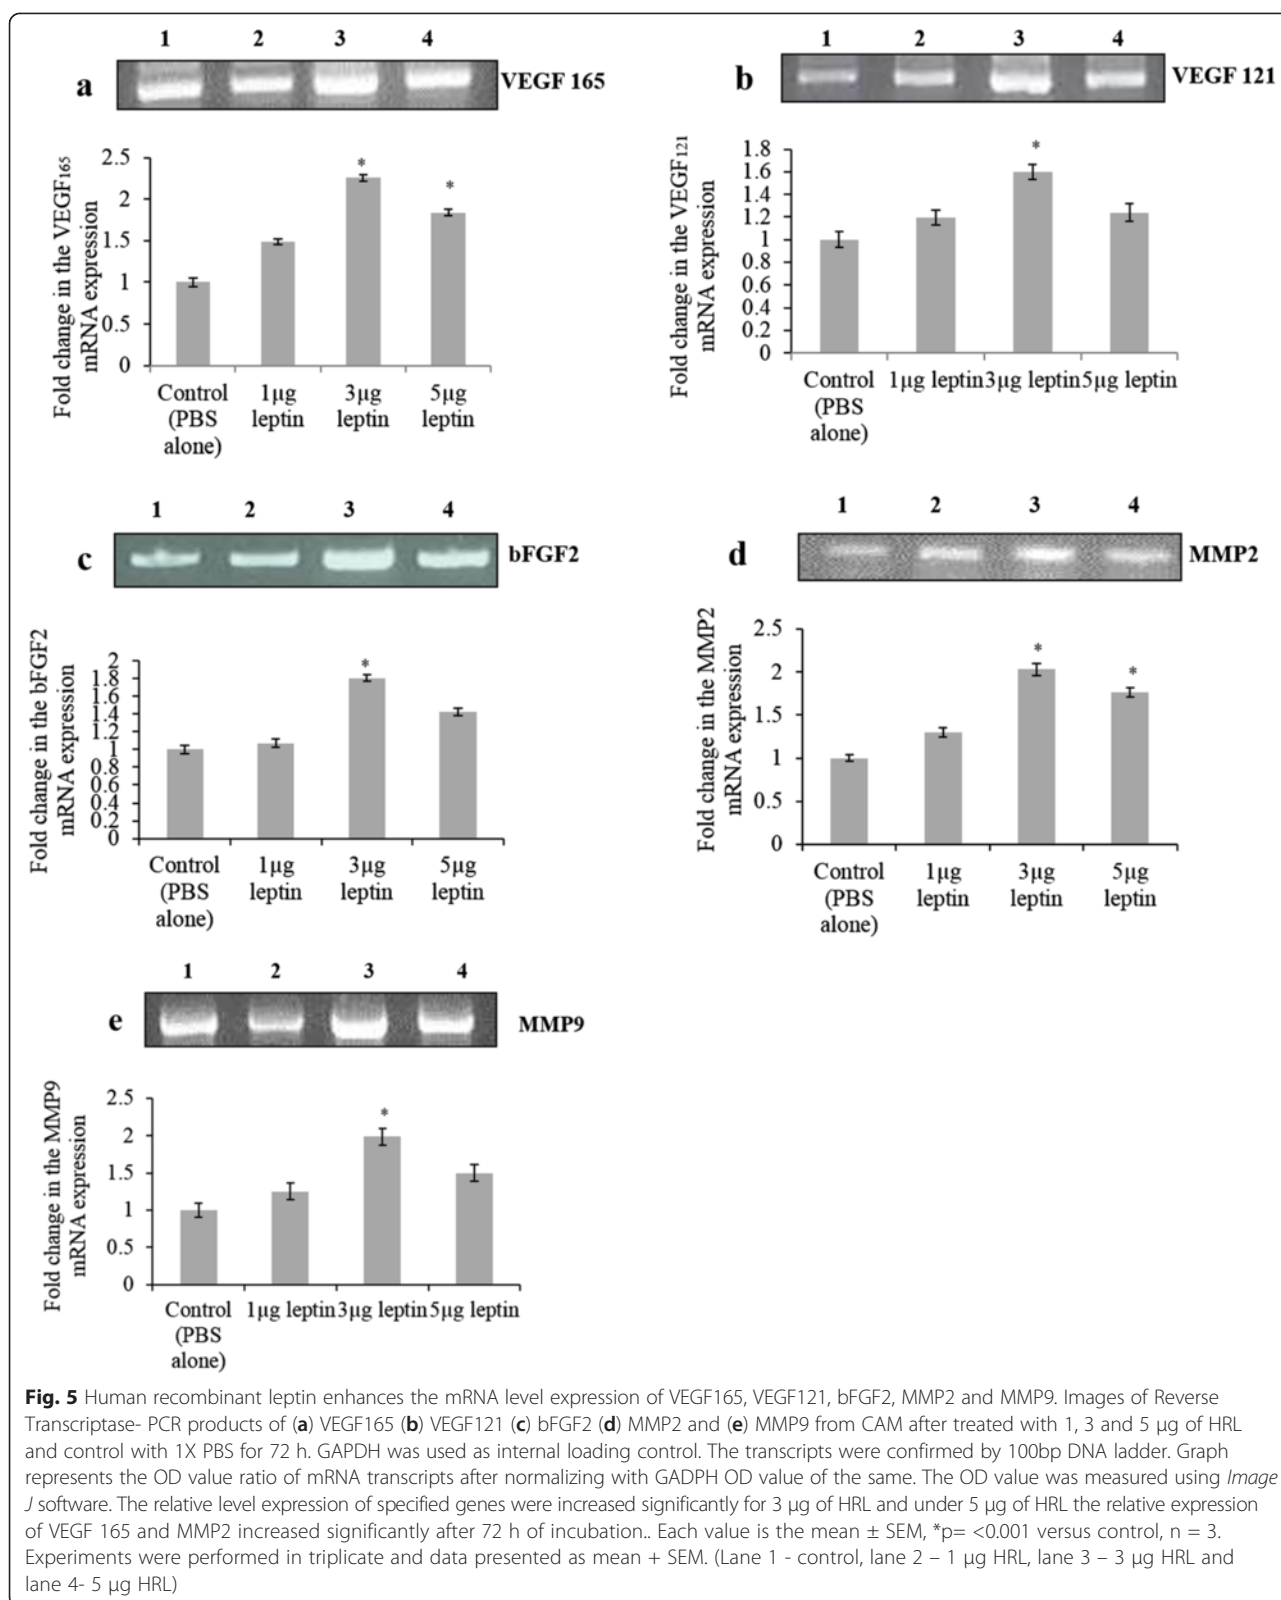 1 2 3 4
a
VEGF 165
Fold change in the VEGF165
mRNA expression
2.5
2
1.5
1
0.5
0
*
*
Control
(PBS
alone)
1µg
leptin
3µg
leptin
5µg
leptin
1 2 3 4
b
VEGF 121
Fold change in the VEGF121
mRNA expression
1.8
1.6
1.4
1.2
1
0.8
0.6
0.4
0.2
0
*
Control
(PBS
alone)
1µg leptin
3µg leptin
5µg leptin
1 2 3 4
c
bFGF2
Fold change in the bFGF2
mRNA expression
2
1.8
1.6
1.4
1.2
1
0.8
0.6
0.4
0.2
0
*
Control
(PBS
alone)
1µg
leptin
3µg
leptin
5µg
leptin
1 2 3 4
d
MMP2
Fold change in the MMP2
mRNA expression
2.5
2
1.5
1
0.5
0
*
*
Control
(PBS
alone)
1µg
leptin
3µg
leptin
5µg
leptin
1 2 3 4
e
MMP9
Fold change in the MMP9
mRNA expression
2.5
2
1.5
1
0.5
0
*
Control
(PBS
alone)
1µg leptin
3µg leptin
5µg leptin
Fig. 5 Human recombinant leptin enhances the mRNA level expression of VEGF165, VEGF121, bFGF2, MMP2 and MMP9. Images of Reverse
Transcriptase- PCR products of (a) VEGF165 (b) VEGF121 (c) bFGF2 (d) MMP2 and (e) MMP9 from CAM after treated with 1, 3 and 5 µg of HRL
and control with 1X PBS for 72 h. GAPDH was used as internal loading control. The transcripts were confirmed by 100bp DNA ladder. Graph
represents the OD value ratio of mRNA transcripts after normalizing with GADPH OD value of the same. The OD value was measured using Image
J software. The relative level expression of specified genes were increased significantly for 3 µg of HRL and under 5 µg of HRL the relative expression
of VEGF 165 and MMP2 increased significantly after 72 h of incubation.. Each value is the mean ± SEM, *p= <0.001 versus control, n = 3.
Experiments were performed in triplicate and data presented as mean + SEM. (Lane 1 - control, lane 2 – 1 µg HRL, lane 3 – 3 µg HRL and
lane 4- 5 µg HRL)